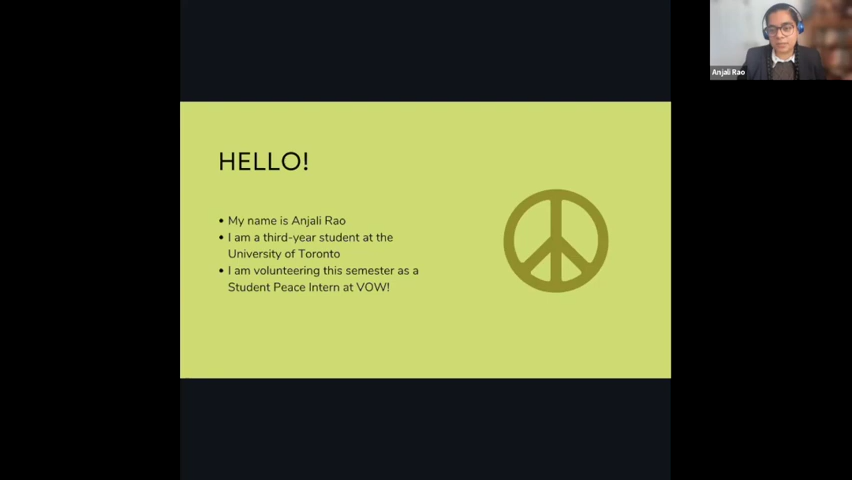 HELLO!
• My name is Anjali Rao
• I am a third-year student at the
University of Toronto
• I am volunteering this semester as a
Student Peace Intern at VOW!
Anjali Rao